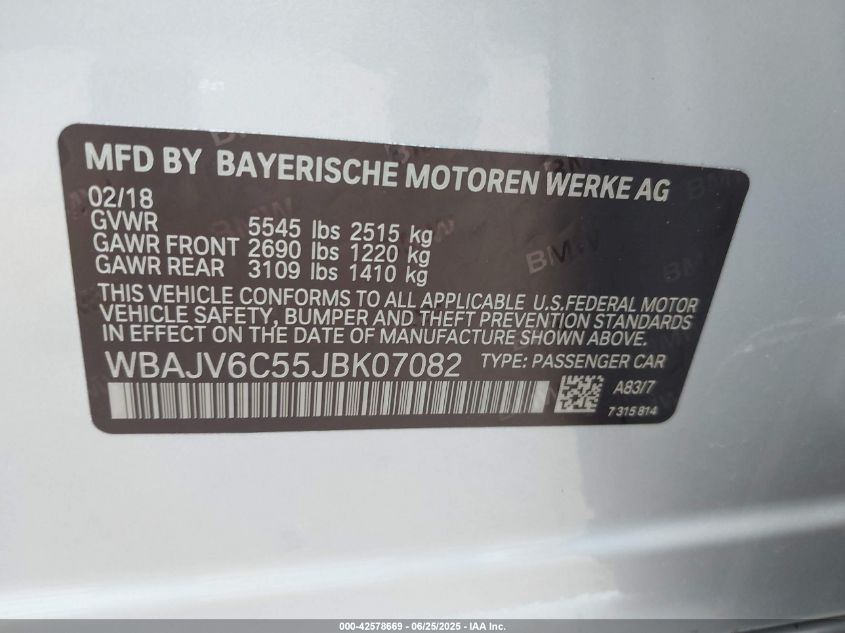 MFD BY BAYERISCHE MOTOREN WERKE AG
02/18
GVWR 5545 lbs 2515 kg
GAWR FRONT 2690 lbs 1220 kg
GAWR REAR 3109 lbs 1410 kg
THIS VEHICLE CONFORMS TO ALL APPLICABLE U.S.FEDERAL MOTOR
VEHICLE SAFETY, BUMPER AND THEFT PREVENTION STANDARDS
IN EFFECT ON THE DATE OF MANUFACTURE SHOWN ABOVE.
WBAJV6C55JBK07082 TYPE: PASSENGER CAR
A83/7
7 315 814
BMW
000-42578669 - 06/25/2025 - IAA Inc.